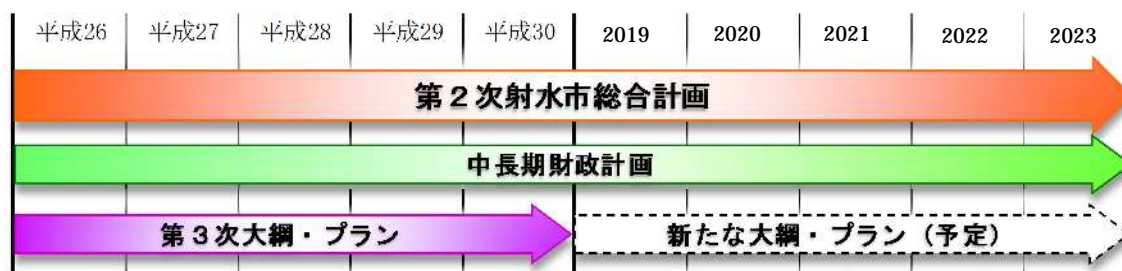 平成26 平成27 平成28 平成29 平成30 2019 2020 2021 2022 2023
第2次射水市総合計画
中長期財政計画
第3次大綱・プラン 新たな大綱・プラン（予定）